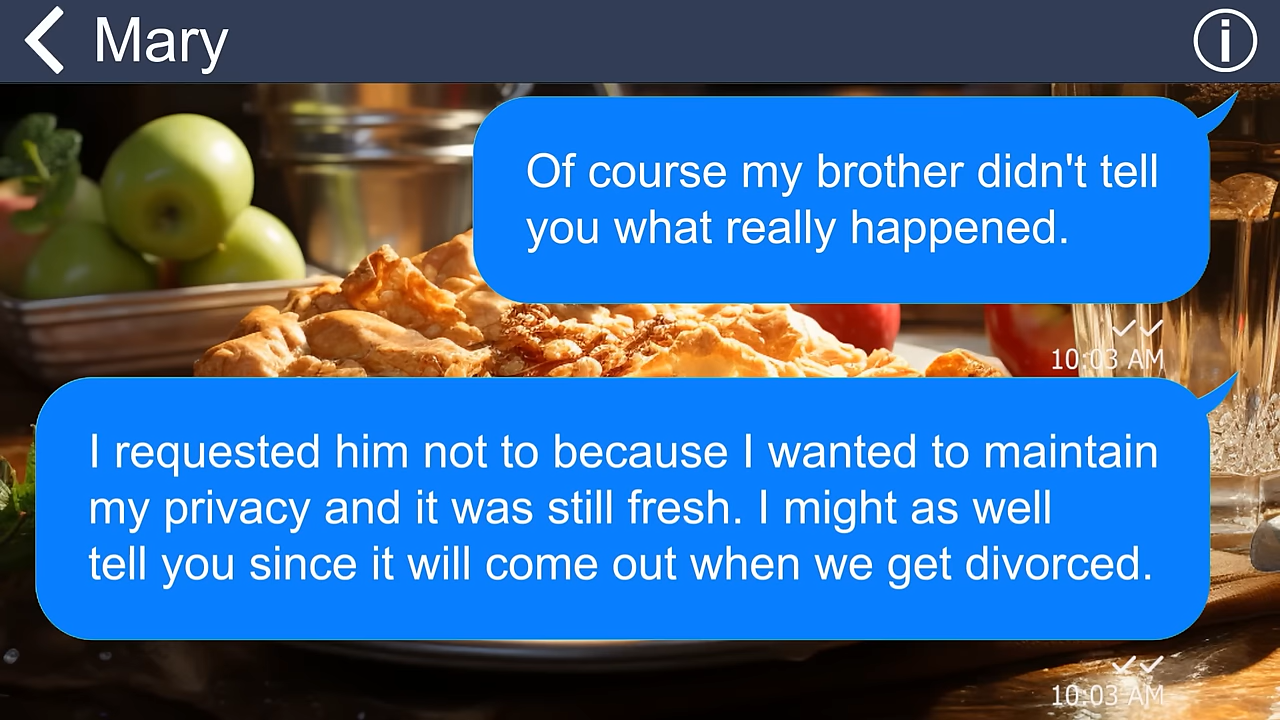 Mary
Of course my brother didn't tell
you what really happened.
10:03 AM
I requested him not to because I wanted to maintain
my privacy and it was still fresh. I might as well
tell you since it will come out when we get divorced.
10:03 AM